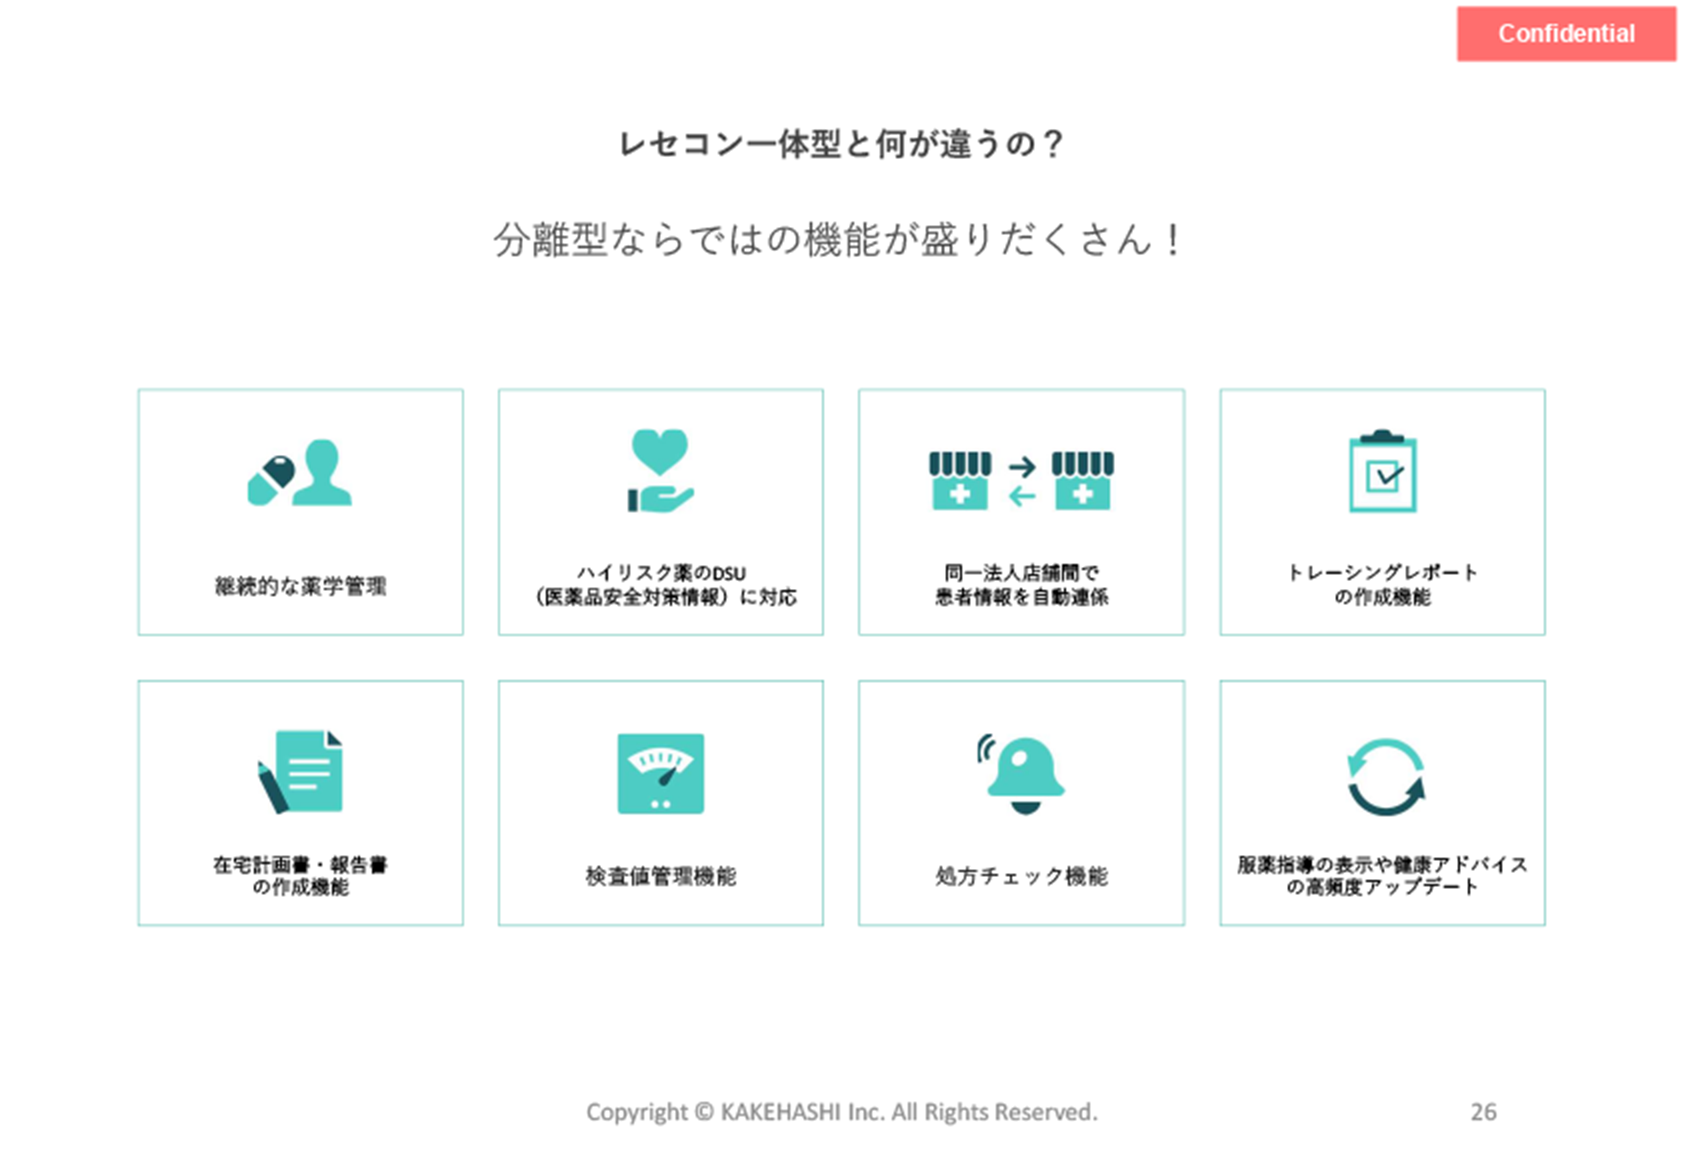 Confidential
レセコン一体型と何が違うの？
分離型ならではの機能が盛りだくさん！
継続的な薬学管理
ハイリスク薬のDSU
（医薬品安全対策情報）に対応
同一法人店舗間で
患者情報を自動連係
トレーシングレポート
の作成機能
在宅計画書・報告書
の作成機能
検査値管理機能
処方チェック機能
服薬指導の表示や健康アドバイス
の高頻度アップデート
Copyright © KAKEHASHI Inc. All Rights Reserved.
26